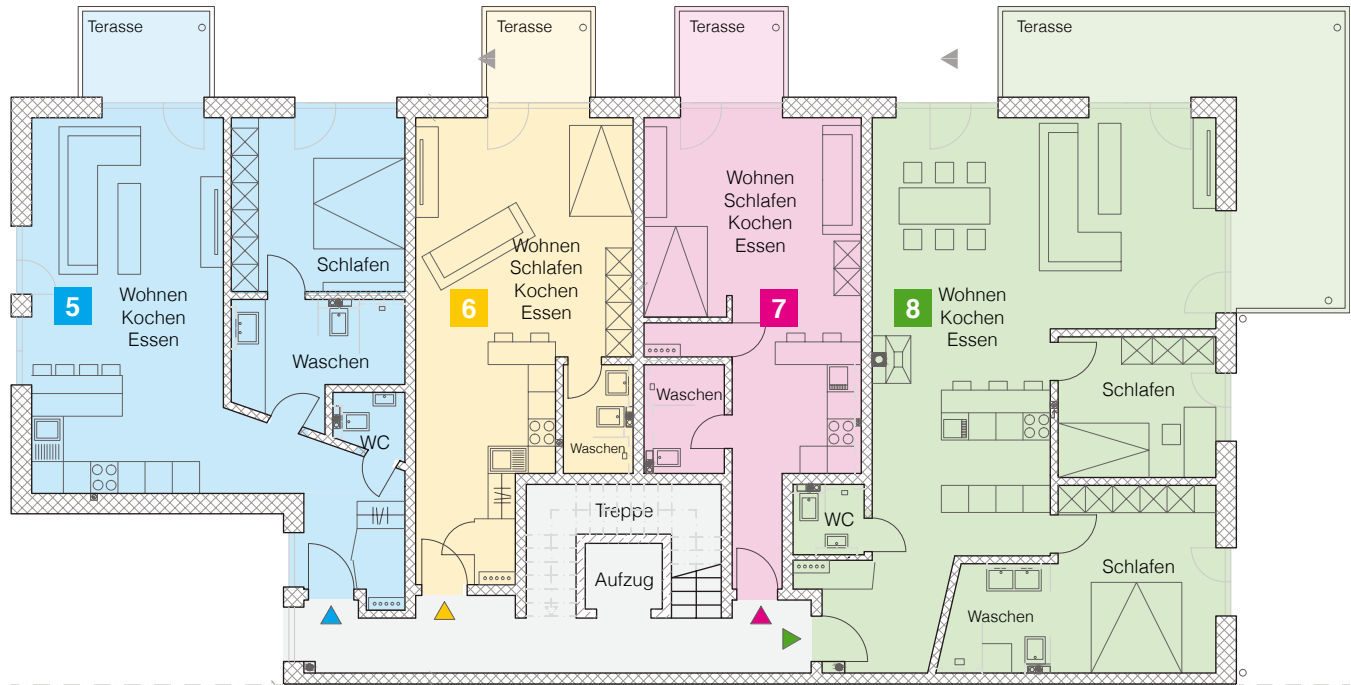 Terasse
Terasse
Terasse
Terasse
5
Wohnen
Kochen
Essen
Schlafen
Waschen
WC
6
Wohnen
Schlafen
Kochen
Essen
Waschen
7
Wohnen
Schlafen
Kochen
Essen
Waschen
8
Wohnen
Kochen
Essen
Schlafen
WC
Schlafen
Waschen
Treppe
Aufzug